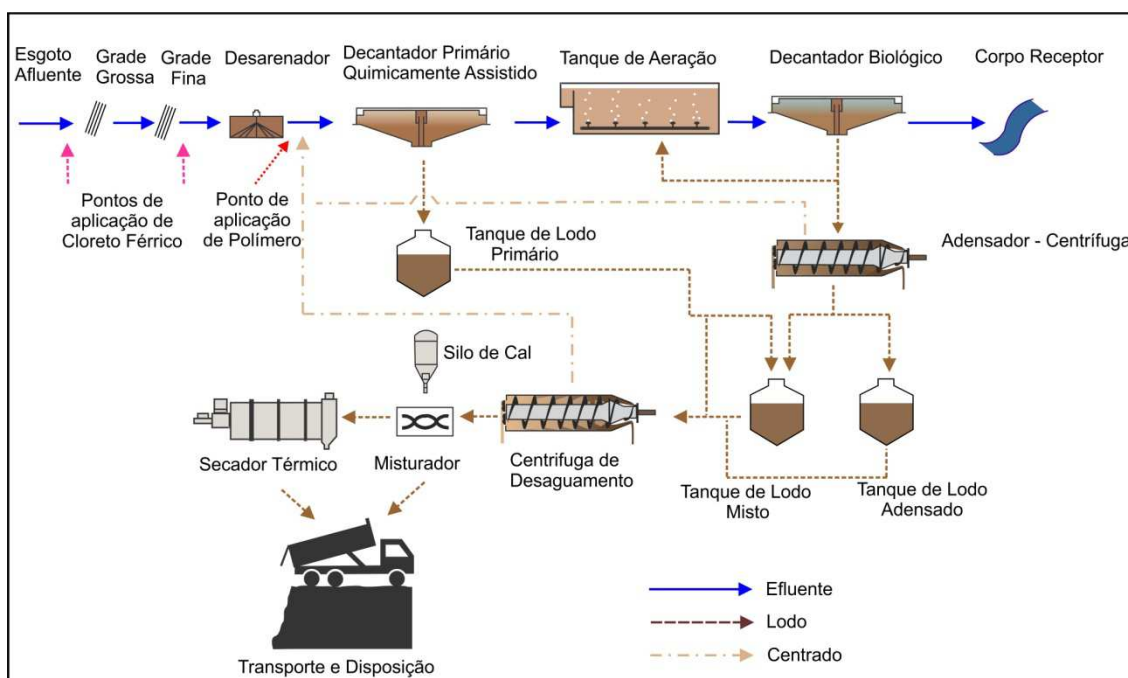 Esgoto
Afluente
Grade
Grossa
Grade
Fina
Desarenador
Decantador Primário
Quimicamente Assistido
Tanque de Aeração
Decantador Biológico
Corpo Receptor
Pontos de
aplicação de
Cloreto Férrico
Ponto de
aplicação
de Polímero
Tanque de Lodo
Primário
Adensador - Centrífuga
Silo de Cal
Secador Térmico
Misturador
Centrifuga de
Desaguamento
Tanque de Lodo
Misto
Tanque de Lodo
Adensado
Transporte e Disposição
Efluente
Lodo
Centrado